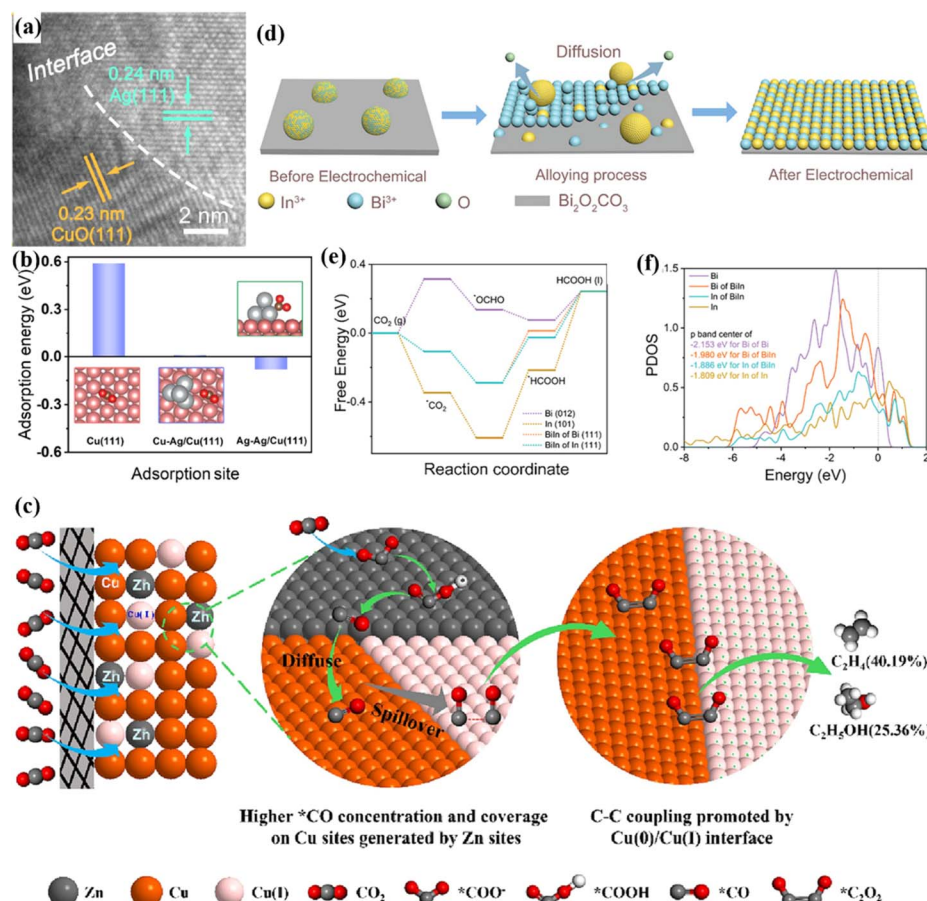 (a)
Interface
0.24 nm
Ag(111)
0.23 nm
CuO(111)
2 nm
(d)
Diffusion
Before Electrochemical
Alloying process
After Electrochemical
In³⁺
Bi³⁺
O
Bi₂O₂CO₃
(b)
Adsorption energy (eV)
0.6
0.3
0.0
-0.3
-0.6
Cu(111)
Cu-Ag/Cu(111)
Ag-Ag/Cu(111)
Adsorption site
(e)
Free Energy (eV)
0.4
0.0
-0.4
CO₂ (g)
*CO₂
*OCHO
*HCOOH
HCOOH (l)
Bi (012)
In (101)
BiIn of Bi (111)
BiIn of In (111)
Reaction coordinate
(f)
PDOS
1.5
1.0
0.5
0.0
Bi
Bi of BiIn
In of BiIn
In
p band center of
-2.153 eV for Bi of Bi
-1.980 eV for Bi of BiIn
-1.886 eV for In of BiIn
-1.809 eV for In of In
-8 -6 -4 -2 0 2
Energy (eV)
(c)
Cu
Zn
Cu(I)
Zn
Zn
Zn
Diffuse
Spillover
C₂H₄(40.19%)
C₂H₅OH(25.36%)
Higher *CO concentration and coverage
on Cu sites generated by Zn sites
C-C coupling promoted by
Cu(0)/Cu(I) interface
Zn
Cu
Cu(I)
CO₂
*COO⁻
*COOH
*CO
*C₂O₂